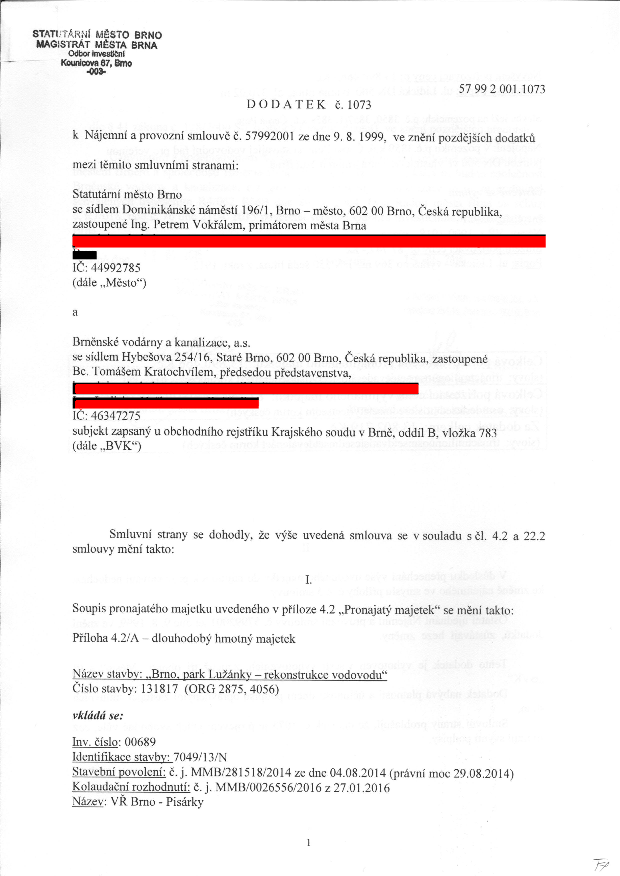 STATUTÁRNÍ MĚSTO BRNO
MAGISTRÁT MĚSTA BRNA
Odbor investiční
Kounicova 67, Brno
-003-
57 99 2 001.1073
D O D A T E K č. 1073
k Nájemní a provozní smlouvě č. 57992001 ze dne 9. 8. 1999, ve znění pozdějších dodatků
mezi těmito smluvními stranami:
Statutární město Brno
se sídlem Dominikánské náměstí 196/1, Brno – město, 602 00 Brno, Česká republika,
zastoupené Ing. Petrem Vokřálem, primátorem města Brna
IČ: 44992785
(dále „Město“)
a
Brněnské vodárny a kanalizace, a.s.
se sídlem Hybešova 254/16, Staré Brno, 602 00 Brno, Česká republika, zastoupené
Bc. Tomášem Kratochvílem, předsedou představenstva,
IČ: 46347275
subjekt zapsaný u obchodního rejstříku Krajského soudu v Brně, oddíl B, vložka 783
(dále „BVK“)
Smluvní strany se dohodly, že výše uvedená smlouva se v souladu s čl. 4.2 a 22.2
smlouvy mění takto:
I.
Soupis pronajatého majetku uvedeného v příloze 4.2 „Pronajatý majetek“ se mění takto:
Příloha 4.2/A – dlouhodobý hmotný majetek
Název stavby: „Brno, park Lužánky – rekonstrukce vodovodu“
Číslo stavby: 131817 (ORG 2875, 4056)
vkládá se:
Inv. číslo: 00689
Identifikace stavby: 7049/13/N
Stavební povolení: č. j. MMB/281518/2014 ze dne 04.08.2014 (právní moc 29.08.2014)
Kolaudační rozhodnutí: č. j. MMB/0026556/2016 z 27.01.2016
Název: VŘ Brno - Pisárky
1